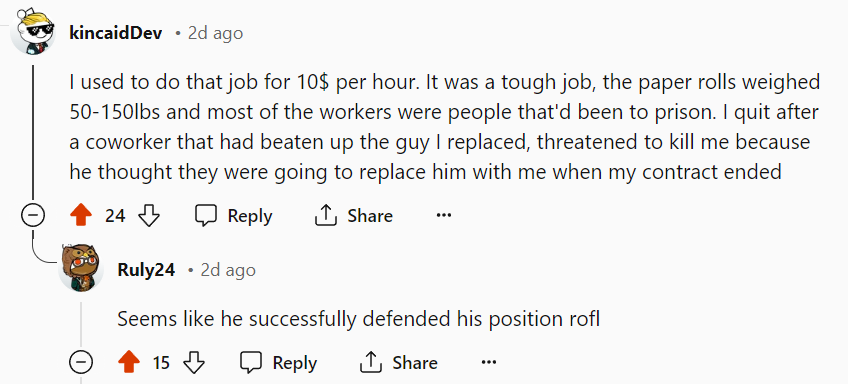 kincaidDev • 2d ago
I used to do that job for 10$ per hour. It was a tough job, the paper rolls weighed
50-150lbs and most of the workers were people that'd been to prison. I quit after
a coworker that had beaten up the guy I replaced, threatened to kill me because
he thought they were going to replace him with me when my contract ended
24 Reply Share ...
Ruly24 • 2d ago
Seems like he successfully defended his position rofl
15 Reply Share ...